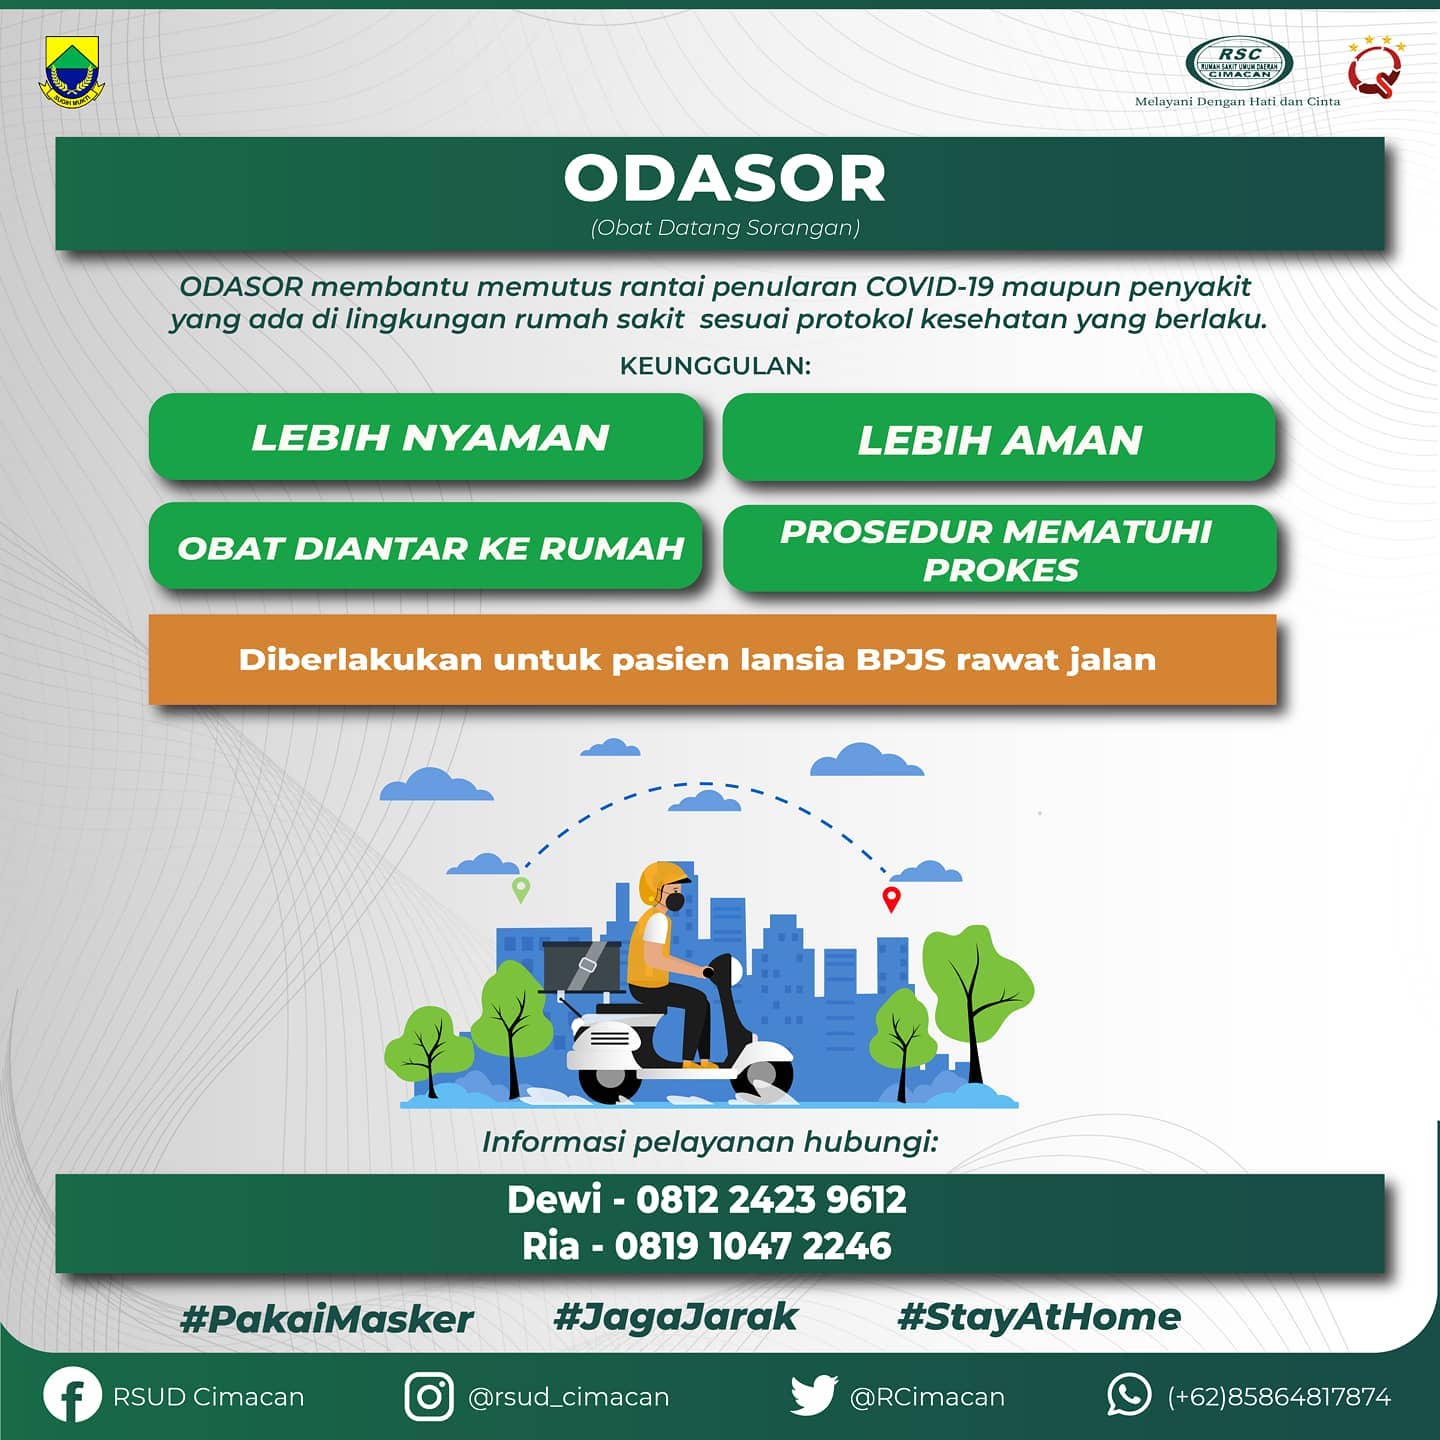 SUGIH MUKTI
RSC
RUMAH SAKIT UMUM DAERAH
CIMACAN
Melayani Dengan Hati dan Cinta
ODASOR
(Obat Datang Sorangan)
ODASOR membantu memutus rantai penularan COVID-19 maupun penyakit
yang ada di lingkungan rumah sakit sesuai protokol kesehatan yang berlaku.
KEUNGGULAN:
LEBIH NYAMAN
LEBIH AMAN
OBAT DIANTAR KE RUMAH
PROSEDUR MEMATUHI
PROKES
Diberlakukan untuk pasien lansia BPJS rawat jalan
Informasi pelayanan hubungi:
Dewi - 0812 2423 9612
Ria - 0819 1047 2246
#PakaiMasker #JagaJarak #StayAtHome
RSUD Cimacan @rsud_cimacan @RCimacan (+62)85864817874